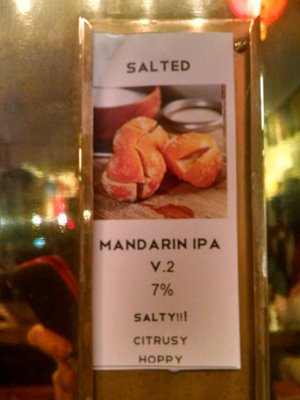 SALTED
MANDARIN IPA
V.2
7%
SALTY!!!
CITRUSY
HOPPY